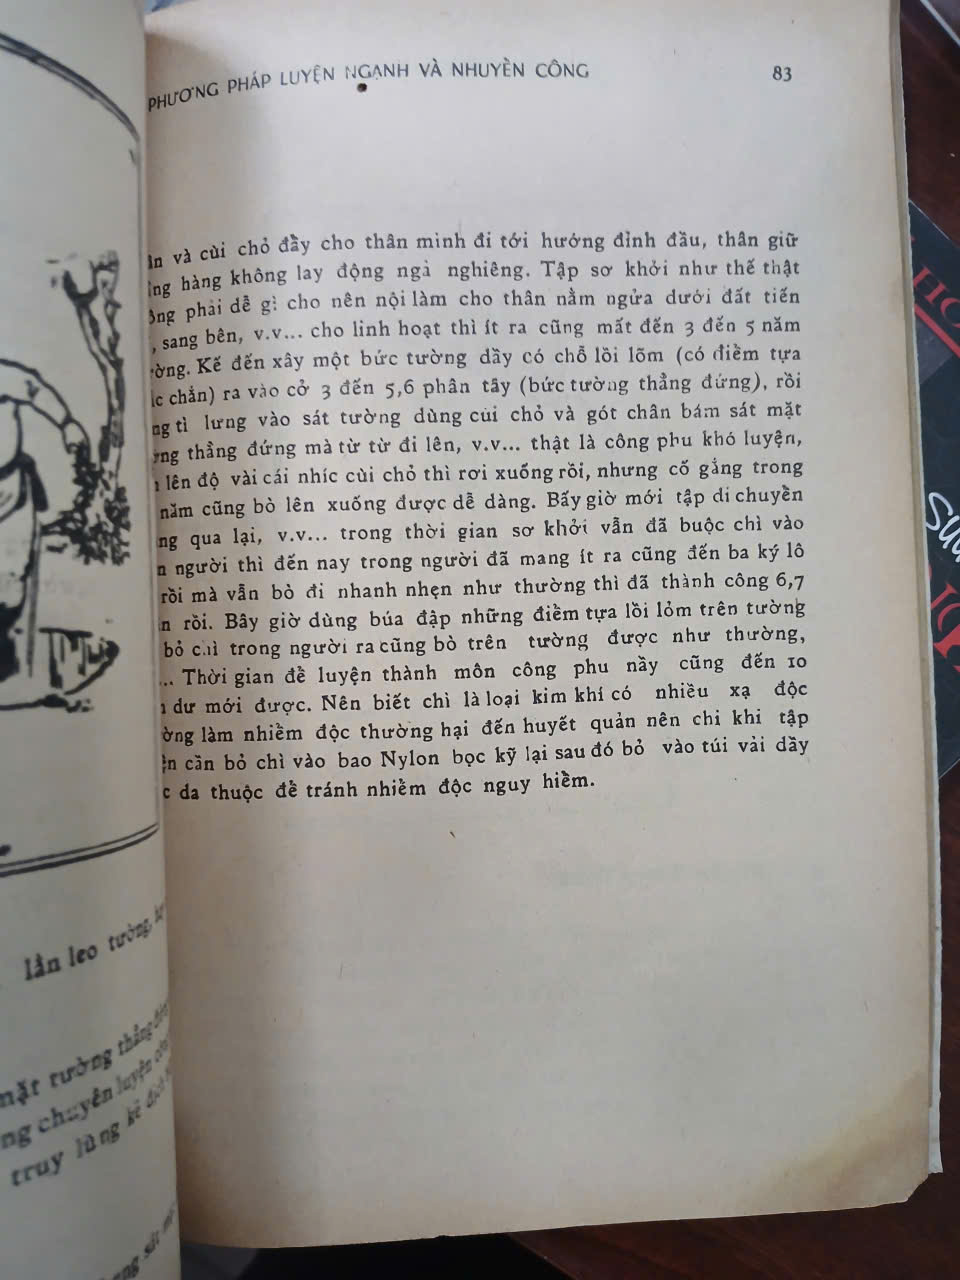 PHƯƠNG PHÁP LUYỆN NGẠNH VÀ NHUYỄN CÔNG 83
và cùi chỏ đầy cho thân mình đi tới hướng đỉnh đầu, thân giữ
hàng không lay động ngả nghiêng. Tập sơ khởi như thế thật
phải dễ gì cho nên nội làm cho thân nằm ngửa dưới đất tiến
, sang bên, v.v... cho linh hoạt thì ít ra cũng mất đến 3 đến 5 năm
. Kế đến xây một bức tường dầy có chỗ lồi lõm (có điểm tựa
chắn) ra vào cở 3 đến 5,6 phân tây (bức tường thẳng đứng), rồi
tì lưng vào sát tường dùng cùi chỏ và gót chân bám sát mặt
thẳng đứng mà từ từ đi lên, v.v... thật là công phu khó luyện,
lên độ vài cái nhíc cùi chỏ thì rơi xuống rồi, nhưng cố gắng trong
năm cũng bò lên xuống được dễ dàng. Bấy giờ mới tập di chuyển
qua lại, v.v... trong thời gian sơ khởi vẫn đã buộc chì vào
người thì đến nay trong người đã mang ít ra cũng đến ba ký lô
rồi mà vẫn bò đi nhanh nhẹn như thường thì đã thành công 6,7
rồi. Bây giờ dùng búa đập những điểm tựa lồi lỏm trên tường
bỏ chì trong người ra cũng bò trên tường được như thường,
... Thời gian để luyện thành môn công phu nầy cũng đến 10
dư mới được. Nên biết chì là loại kim khí có nhiều xạ độc
làm nhiễm độc thường hại đến huyết quản nên chi khi tập
cần bỏ chì vào bao Nylon bọc kỹ lại sau đó bỏ vào túi vải dầy
da thuộc để tránh nhiễm độc nguy hiểm.
lần leo tường,
mặt tường thẳng
chuyên luyện
truy lùng kẻ địch
sát